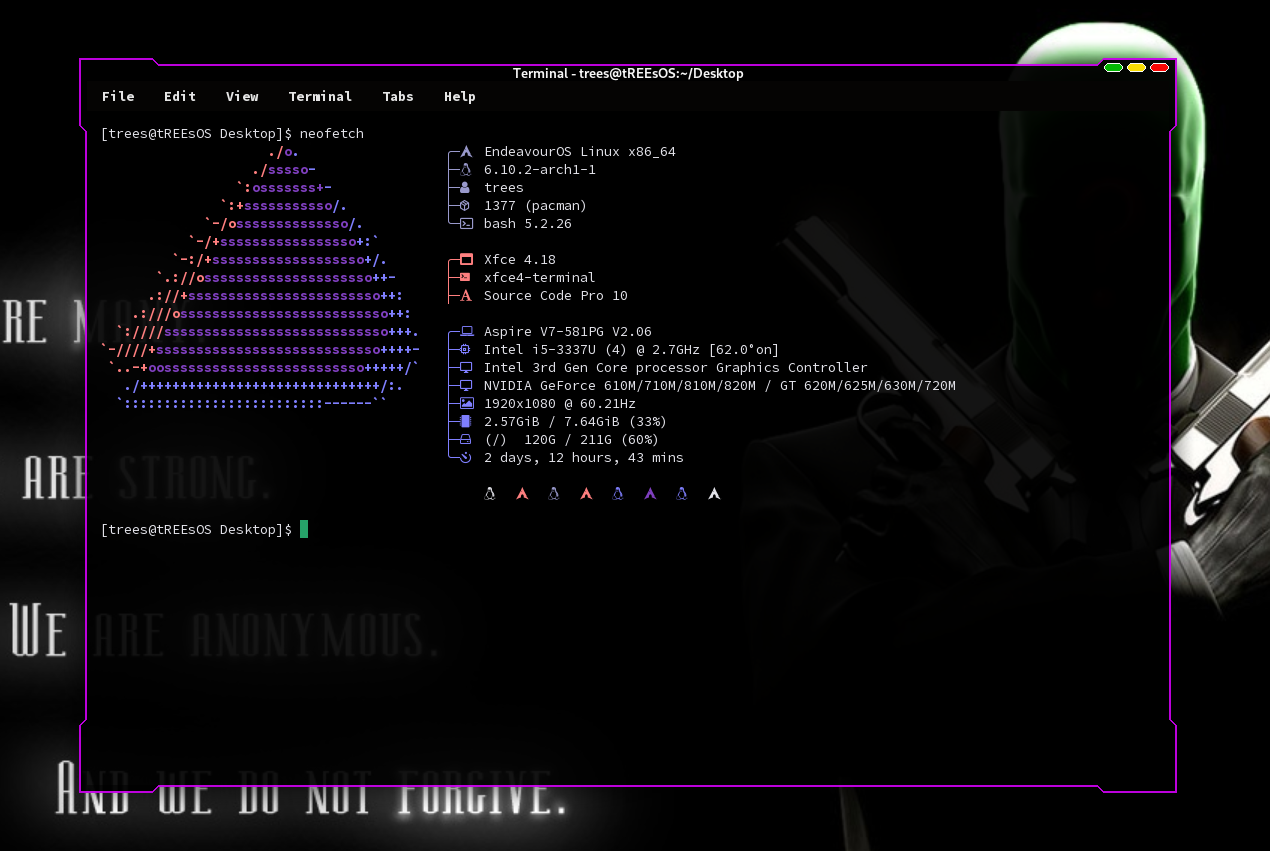 Terminal - trees@tREEsOS:~/Desktop
File Edit View Terminal Tabs Help
[trees@tREEsOS Desktop]$ neofetch
./o.
./sssso-
`:osssssss+-
`:+sssssssssso/.
`-/ossssssssssssso/.
`-/+sssssssssssssssso+:`
`-:/+sssssssssssssssssso+/.
`.://osssssssssssssssssssso++-
.://+ssssssssssssssssssssssso++:
.:///ossssssssssssssssssssssssso++:
`:////ssssssssssssssssssssssssssso+++.
`-////+ssssssssssssssssssssssssssso++++-
`..-+oosssssssssssssssssssssssso+++++/`
./++++++++++++++++++++++++++++++/:.
`:::::::::::::::::::::::::------``
EndeavourOS Linux x86_64
6.10.2-arch1-1
trees
1377 (pacman)
bash 5.2.26
Xfce 4.18
xfce4-terminal
Source Code Pro 10
Aspire V7-581PG V2.06
Intel i5-3337U (4) @ 2.7GHz [62.0°on]
Intel 3rd Gen Core processor Graphics Controller
NVIDIA GeForce 610M/710M/810M/820M / GT 620M/625M/630M/720M
1920x1080 @ 60.21Hz
2.57GiB / 7.64GiB (33%)
(/) 120G / 211G (60%)
2 days, 12 hours, 43 mins
[trees@tREEsOS Desktop]$
ARE STRONG.
WE ARE ANONYMOUS.
AND WE DO NOT FORGIVE.